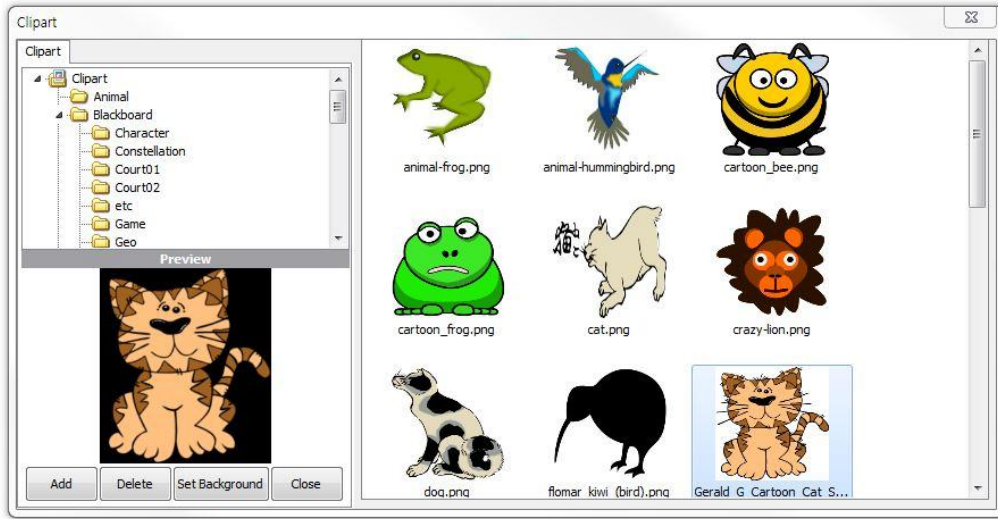 Clipart
Clipart
Clipart
Animal
Blackboard
Character
Constellation
Court01
Court02
etc
Game
Geo
Preview
Add
Delete
Set Background
Close
animal-frog.png
animal-hummingbird.png
cartoon_bee.png
cartoon_frog.png
猫
cat.png
crazy-lion.png
dog.png
flomar_kiwi_(bird).png
Gerald_G_Cartoon_Cat_S...